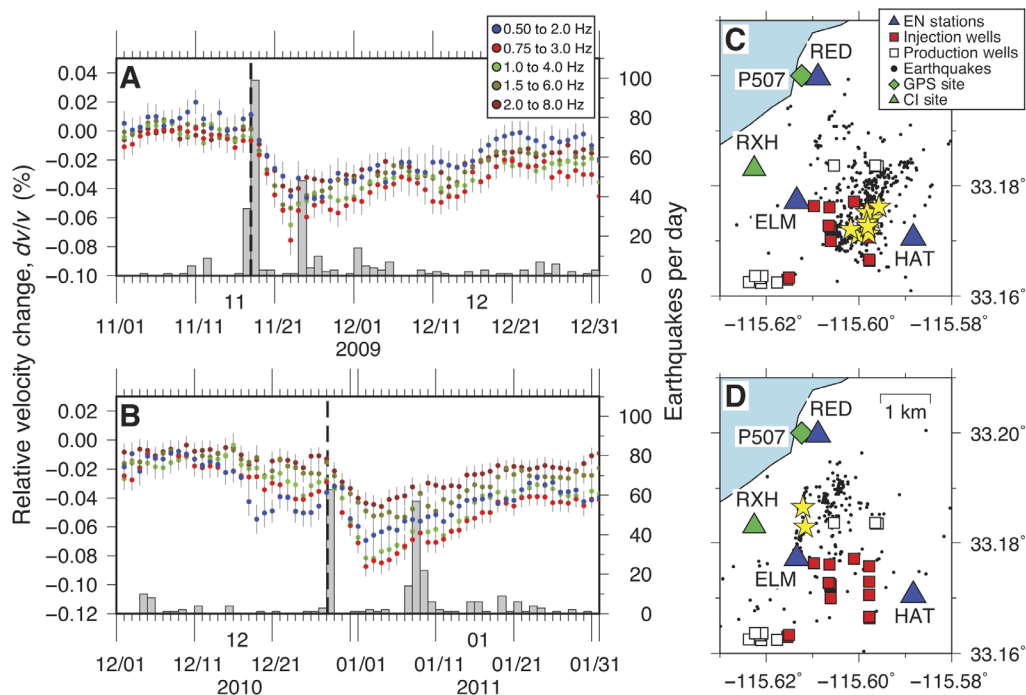 A
0.50 to 2.0 Hz
0.75 to 3.0 Hz
1.0 to 4.0 Hz
1.5 to 6.0 Hz
2.0 to 8.0 Hz
0.04
0.02
0.00
−0.02
−0.04
−0.06
−0.08
−0.10
100
80
60
40
20
0
11
12
11/01
11/11
11/21
12/01
12/11
12/21
12/31
2009
Relative velocity change, dv/v (%)
Earthquakes per day
B
0.02
0.00
−0.02
−0.04
−0.06
−0.08
−0.10
−0.12
100
80
60
40
20
0
12
01
12/01
12/11
12/21
01/01
01/11
01/21
01/31
2010
2011
C
EN stations
Injection wells
Production wells
Earthquakes
GPS site
CI site
RED
P507
RXH
ELM
HAT
33.18°
33.16°
−115.62°
−115.60°
−115.58°
D
1 km
RED
P507
RXH
ELM
HAT
33.20°
33.18°
33.16°
−115.62°
−115.60°
−115.58°